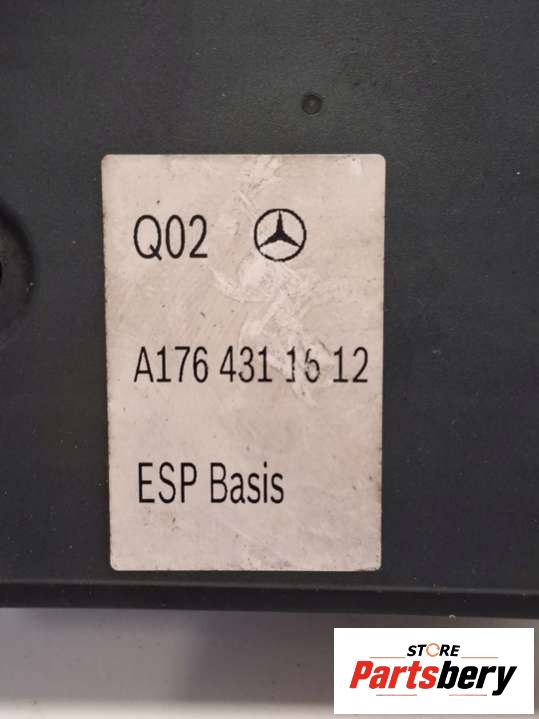 Q02
A176 431 16 12
ESP Basis
STORE
Partsbery